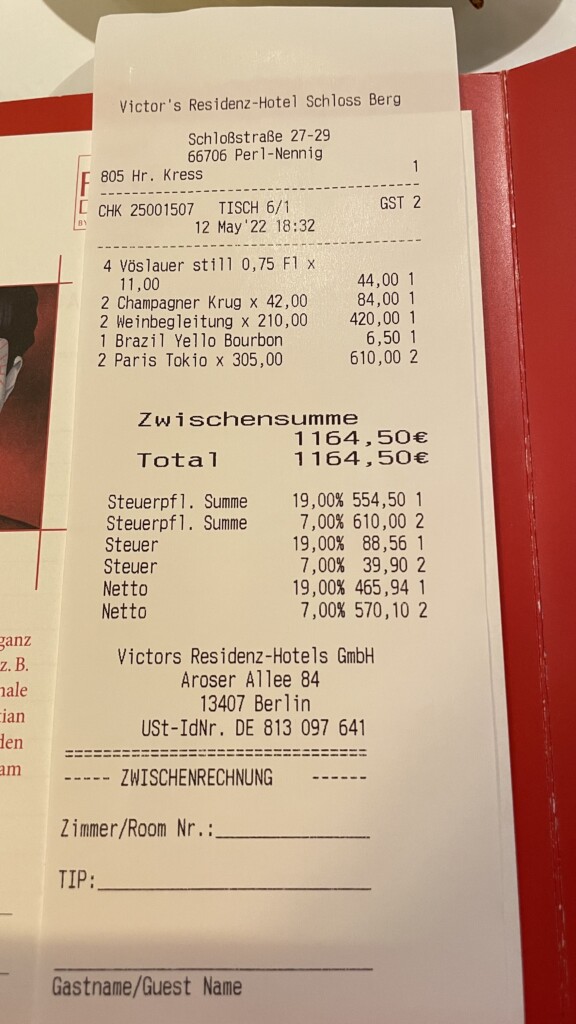 Victor's Residenz-Hotel Schloss Berg
Schloßstraße 27-29
66706 Perl-Nennig
805 Hr. Kress 1
CHK 25001507 TISCH 6/1 GST 2
12 May'22 18:32
4 Vöslauer still 0,75 Fl x
11,00 44,00 1
2 Champagner Krug x 42,00 84,00 1
2 Weinbegleitung x 210,00 420,00 1
1 Brazil Yello Bourbon 6,50 1
2 Paris Tokio x 305,00 610,00 2
Zwischensumme
1164,50€
Total 1164,50€
Steuerpfl. Summe 19,00% 554,50 1
Steuerpfl. Summe 7,00% 610,00 2
Steuer 19,00% 88,56 1
Steuer 7,00% 39,90 2
Netto 19,00% 465,94 1
Netto 7,00% 570,10 2
Victors Residenz-Hotels GmbH
Aroser Allee 84
13407 Berlin
USt-IdNr. DE 813 097 641
===============================
----- ZWISCHENRECHNUNG ------
Zimmer/Room Nr.:______________
TIP:_________________________
Gastname/Guest Name
ganz
z. B.
den